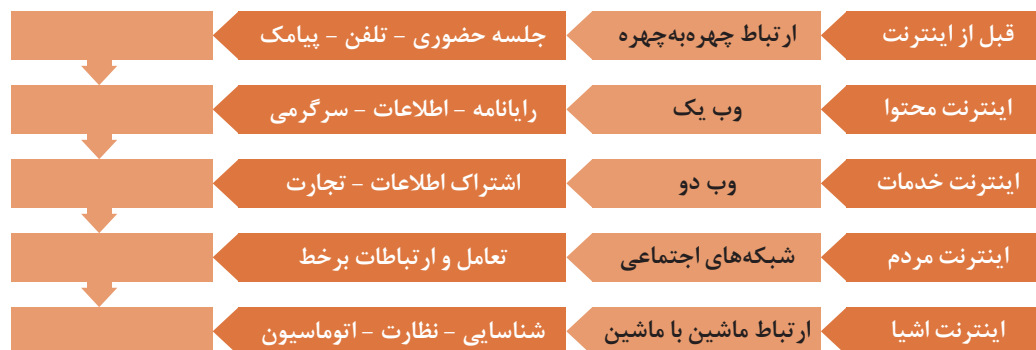 قبل از اینترنت
ارتباط چهره‌به‌چهره
جلسه حضوری - تلفن - پیامک
اینترنت محتوا
وب یک
رایانامه - اطلاعات - سرگرمی
اینترنت خدمات
وب دو
اشتراک اطلاعات - تجارت
اینترنت مردم
شبکه‌های اجتماعی
تعامل و ارتباطات برخط
اینترنت اشیا
ارتباط ماشین با ماشین
شناسایی - نظارت - اتوماسیون